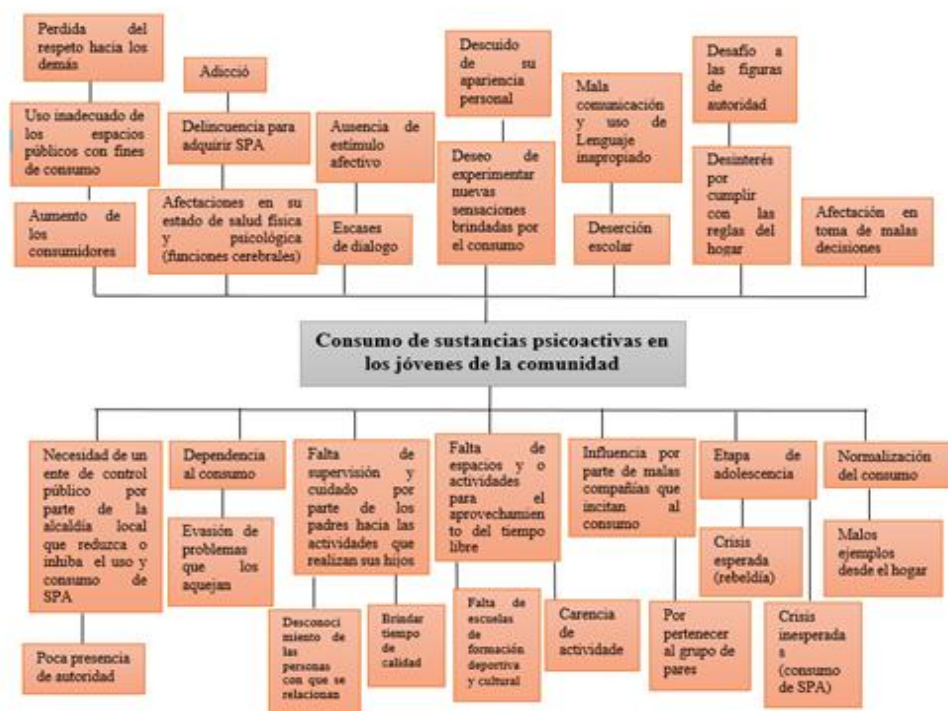 Perdida del
respeto hacia los
demás
Uso inadecuado de
los espacios
públicos con fines
de consumo
Aumento de
los
consumidores
Adicció
Delincuencia para
adquirir SPA
Afectaciones en su
estado de salud física
y psicológica
(funciones cerebrales)
Ausencia de
estímulo
afectivo
Escases
de dialogo
Descuido
de su
apariencia
personal
Deseo de
experimentar
nuevas
sensaciones
brindadas por
el consumo
Mala
comunicación
y uso de
Lenguaje
inapropiado
Deserción
escolar
Desafío a
las figuras
de
autoridad
Desinterés
por
cumplir
con las
reglas del
hogar
Afectación en
toma de malas
decisiones
Consumo de sustancias psicoactivas en
los jóvenes de la comunidad
Necesidad de un
ente de control
público por
parte de la
alcaldía local
que reduzca o
inhiba el uso y
consumo de
SPA
Poca presencia
de autoridad
Dependencia
al consumo
Evasión de
problemas
que los
aquejan
Falta de
supervisión y
cuidado por
parte de los
padres hacia las
actividades que
realizan sus hijos
Desconoci
miento de
las
personas
con que se
relacionan
Brindar
tiempo
de
calidad
Falta de
espacios y o
actividades
para el
aprovechamie
nto del tiempo
libre
Falta de
escuelas
de
formación
deportiva
y cultural
Carencia
de
actividade
Influencia por
parte de malas
compañías que
incitan al
consumo
Por
pertenecer
al grupo de
pares
Etapa de
adolescencia
Crisis
esperada
(rebeldía)
Crisis
inesperada
s
(consumo
de SPA)
Normalización
del consumo
Malos
ejemplos
desde el hogar